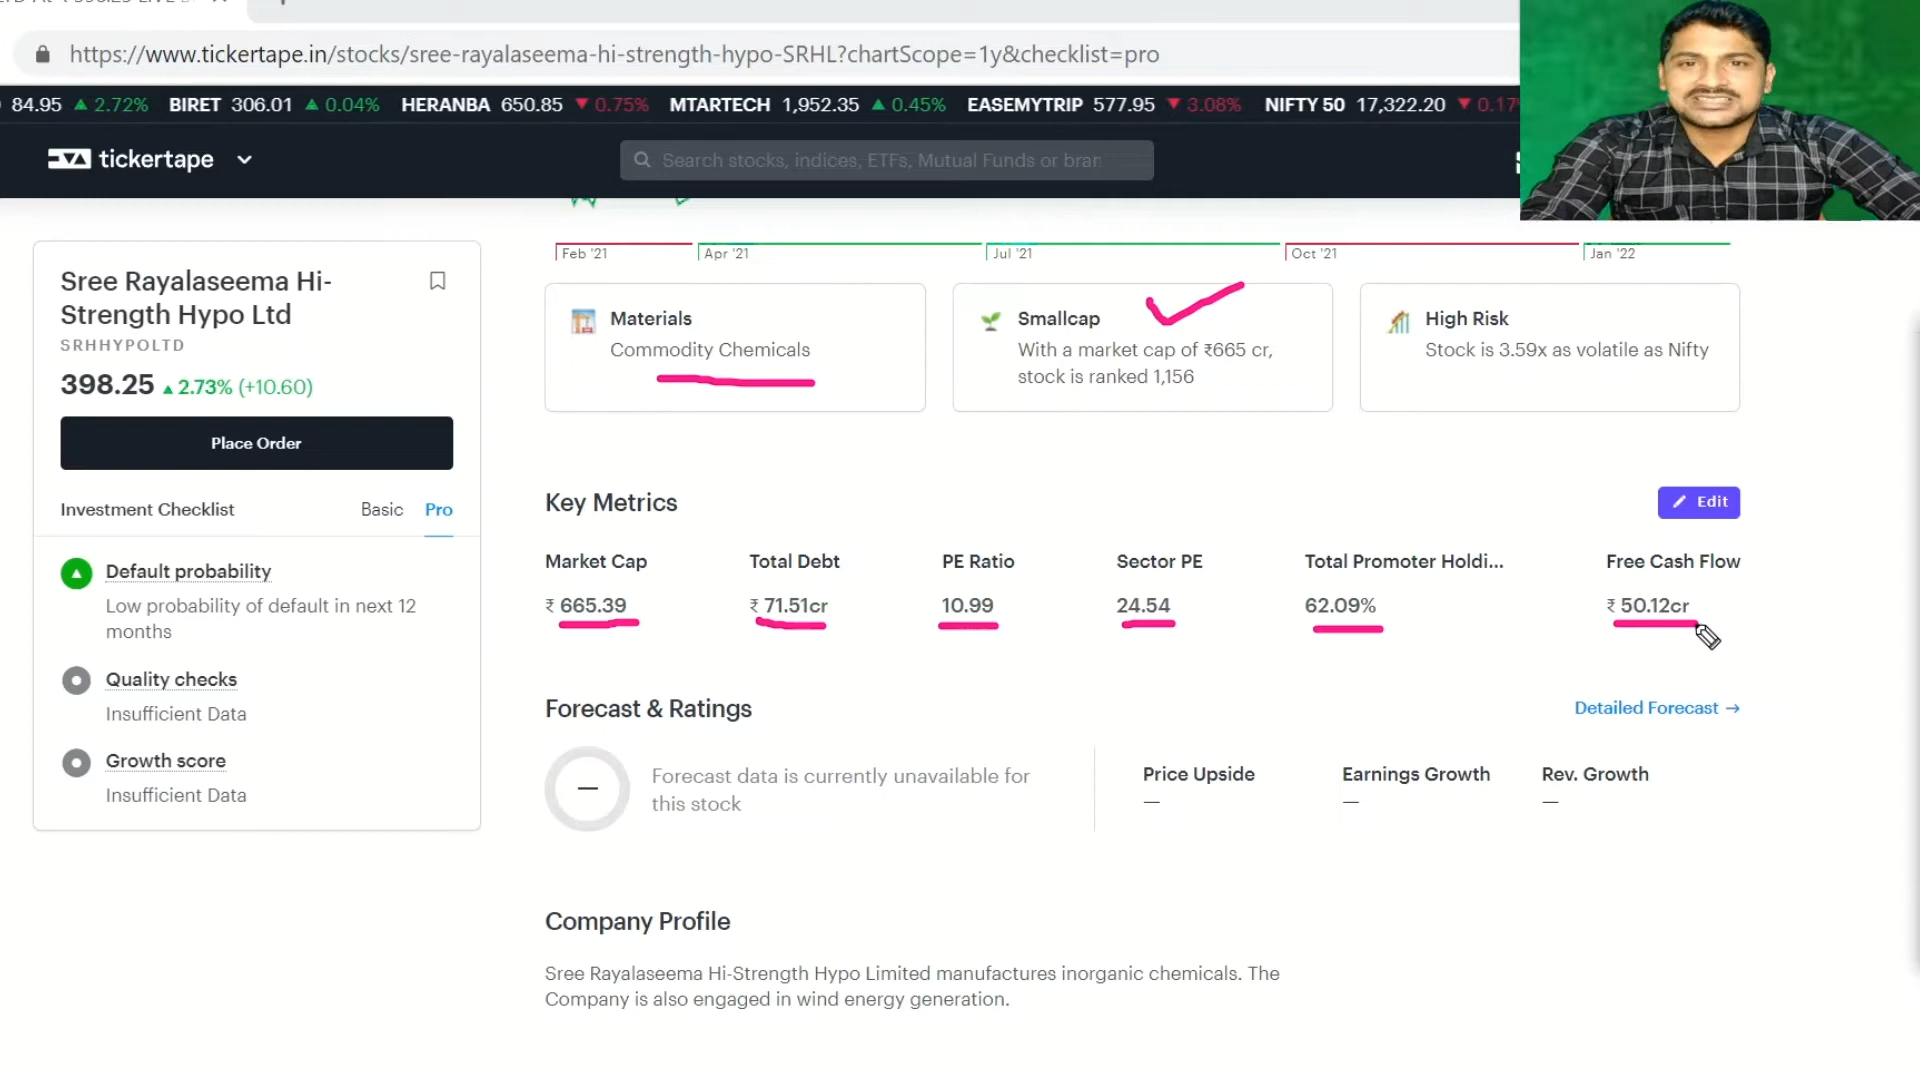 https://www.tickertape.in/stocks/sree-rayalaseema-hi-strength-hypo-SRHL?chartScope=1y&checklist=pro
84.95 ▲ 2.72% BIRET 306.01 ▲ 0.04% HERANBA 650.85 ▼ 0.75% MTARTECH 1,952.35 ▲ 0.45% EASEMYTRIP 577.95 ▼ 3.08% NIFTY 50 17,322.20 ▼ 0.17%
tickertape
Search stocks, indices, ETFs, Mutual Funds or bran
Feb '21 Apr '21 Jul '21 Oct '21 Jan '22
Sree Rayalaseema Hi-
Strength Hypo Ltd
SRHHYPOLTD
398.25 ▲ 2.73% (+10.60)
Place Order
Investment Checklist Basic Pro
Default probability
Low probability of default in next 12
months
Quality checks
Insufficient Data
Growth score
Insufficient Data
Materials
Commodity Chemicals
Smallcap
With a market cap of ₹665 cr,
stock is ranked 1,156
High Risk
Stock is 3.59x as volatile as Nifty
Key Metrics
Edit
Market Cap Total Debt PE Ratio Sector PE Total Promoter Holdi... Free Cash Flow
₹ 665.39 ₹ 71.51cr 10.99 24.54 62.09% ₹ 50.12cr
Forecast & Ratings
Detailed Forecast →
Forecast data is currently unavailable for
this stock
Price Upside Earnings Growth Rev. Growth
— — —
Company Profile
Sree Rayalaseema Hi-Strength Hypo Limited manufactures inorganic chemicals. The
Company is also engaged in wind energy generation.